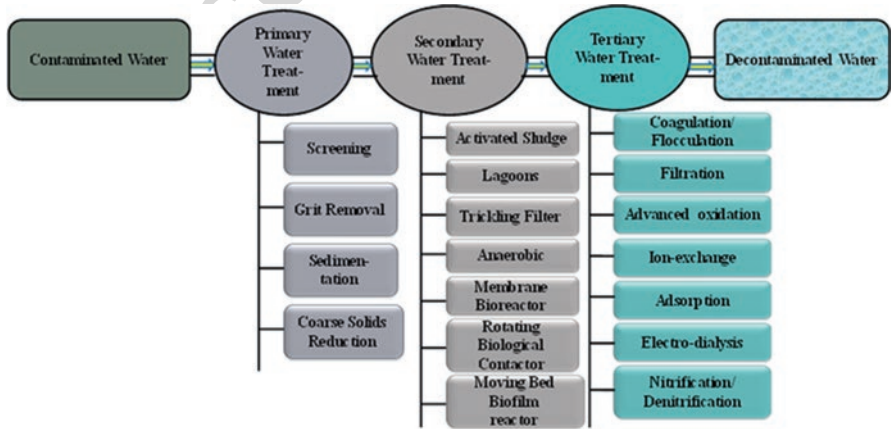 Contaminated Water
Primary
Water
Treat-
ment
Secondary
Water Treat-
ment
Tertiary
Water Treat-
ment
Decontaminated Water
Screening
Grit Removal
Sedimen-
tation
Coarse Solids
Reduction
Activated Sludge
Lagoons
Trickling Filter
Anaerobic
Membrane
Bioreactor
Rotating
Biological
Contactor
Moving Bed
Biofilm
reactor
Coagulation/
Flocculation
Filtration
Advanced oxidation
Ion-exchange
Adsorption
Electro-dialysis
Nitrification/
Denitrification